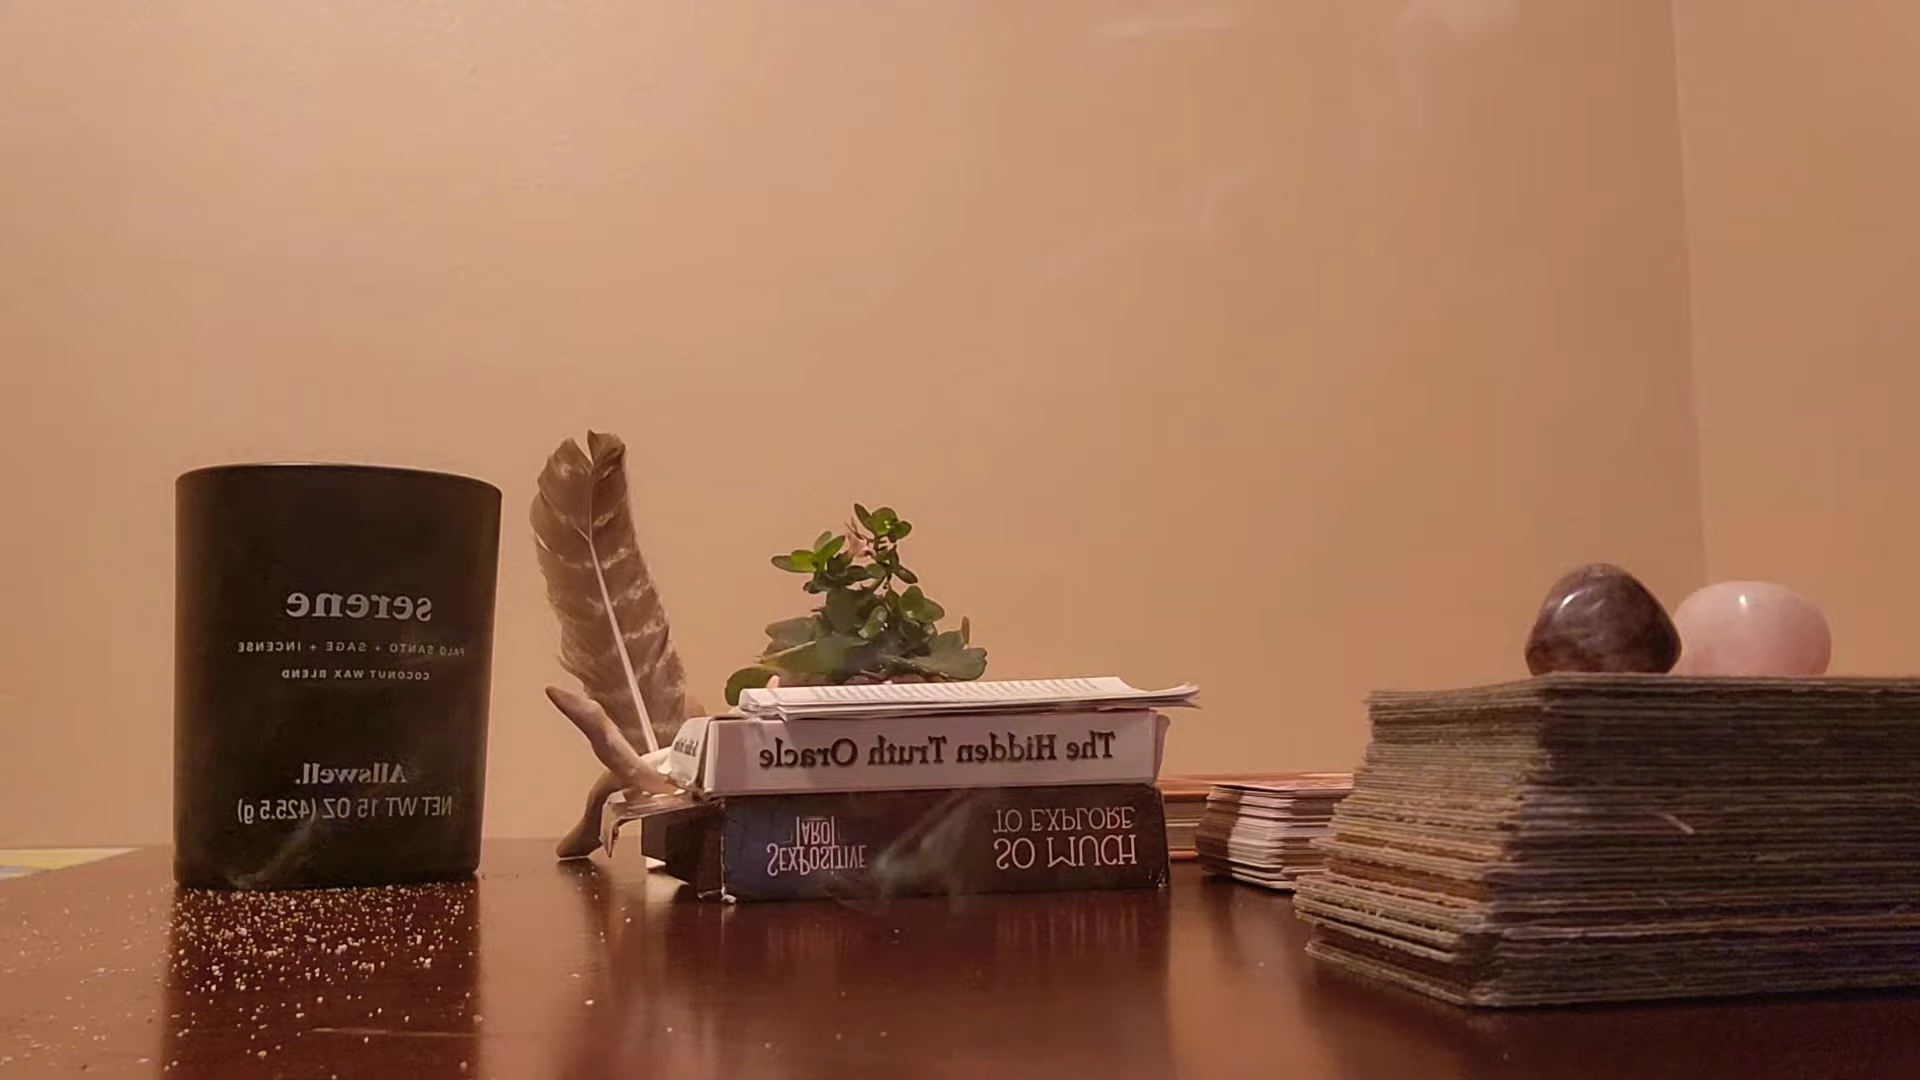 serene
PALO SANTO + SAGE + INCENSE
COCONUT WAX BLEND
Allswell.
NET WT 15 OZ (425.5 g)
The Hidden Truth Oracle
SEXPOSITIVE
TAROT
SO MUCH
TO EXPLORE